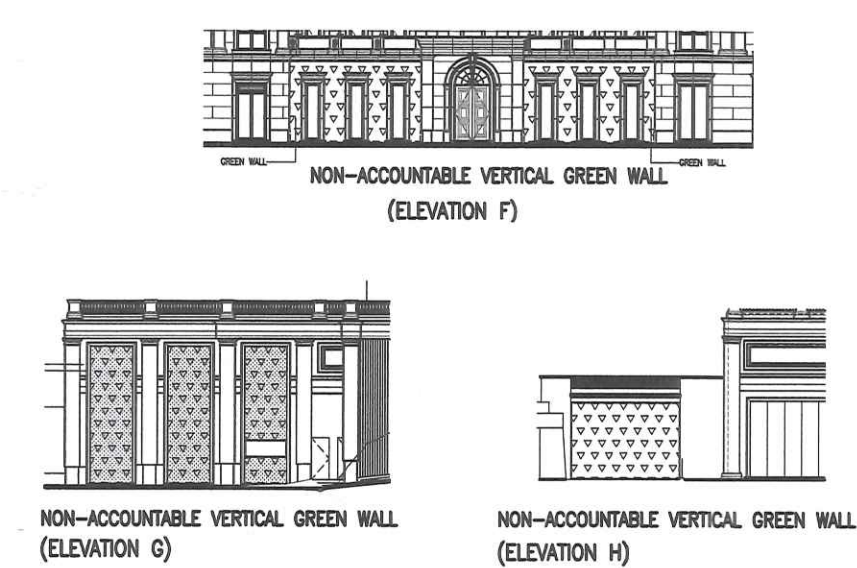 GREEN WALL
GREEN WALL
NON-ACCOUNTABLE VERTICAL GREEN WALL
(ELEVATION F)
NON-ACCOUNTABLE VERTICAL GREEN WALL
(ELEVATION G)
NON-ACCOUNTABLE VERTICAL GREEN WALL
(ELEVATION H)